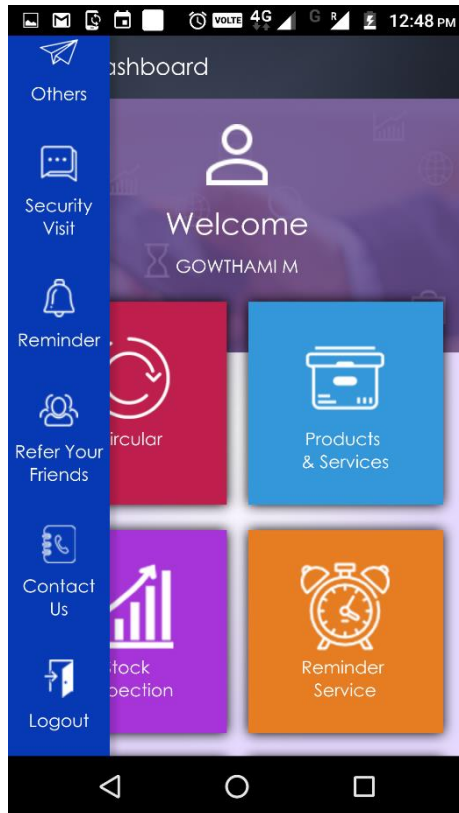 VOLTE 4G G R 12:48 PM
ashboard
Others
Security
Visit
Reminder
Refer Your
Friends
Contact
Us
Logout
Welcome
GOWTHAMI M
ircular
Products
& Services
tock
pection
Reminder
Service